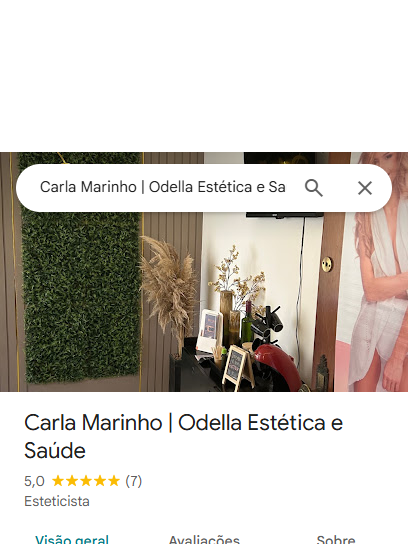 Carla Marinho | Odella Estética e Sa
Carla Marinho | Odella Estética e
Saúde
5,0 (7)
Esteticista
Visão geral Avaliações Sobre